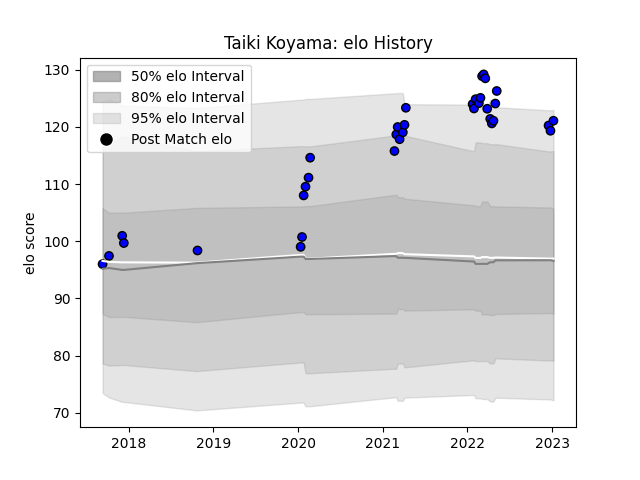 Taiki Koyama: elo History
50% elo Interval
80% elo Interval
95% elo Interval
Post Match elo
elo score
130
120
110
100
90
80
70
2018
2019
2020
2021
2022
2023